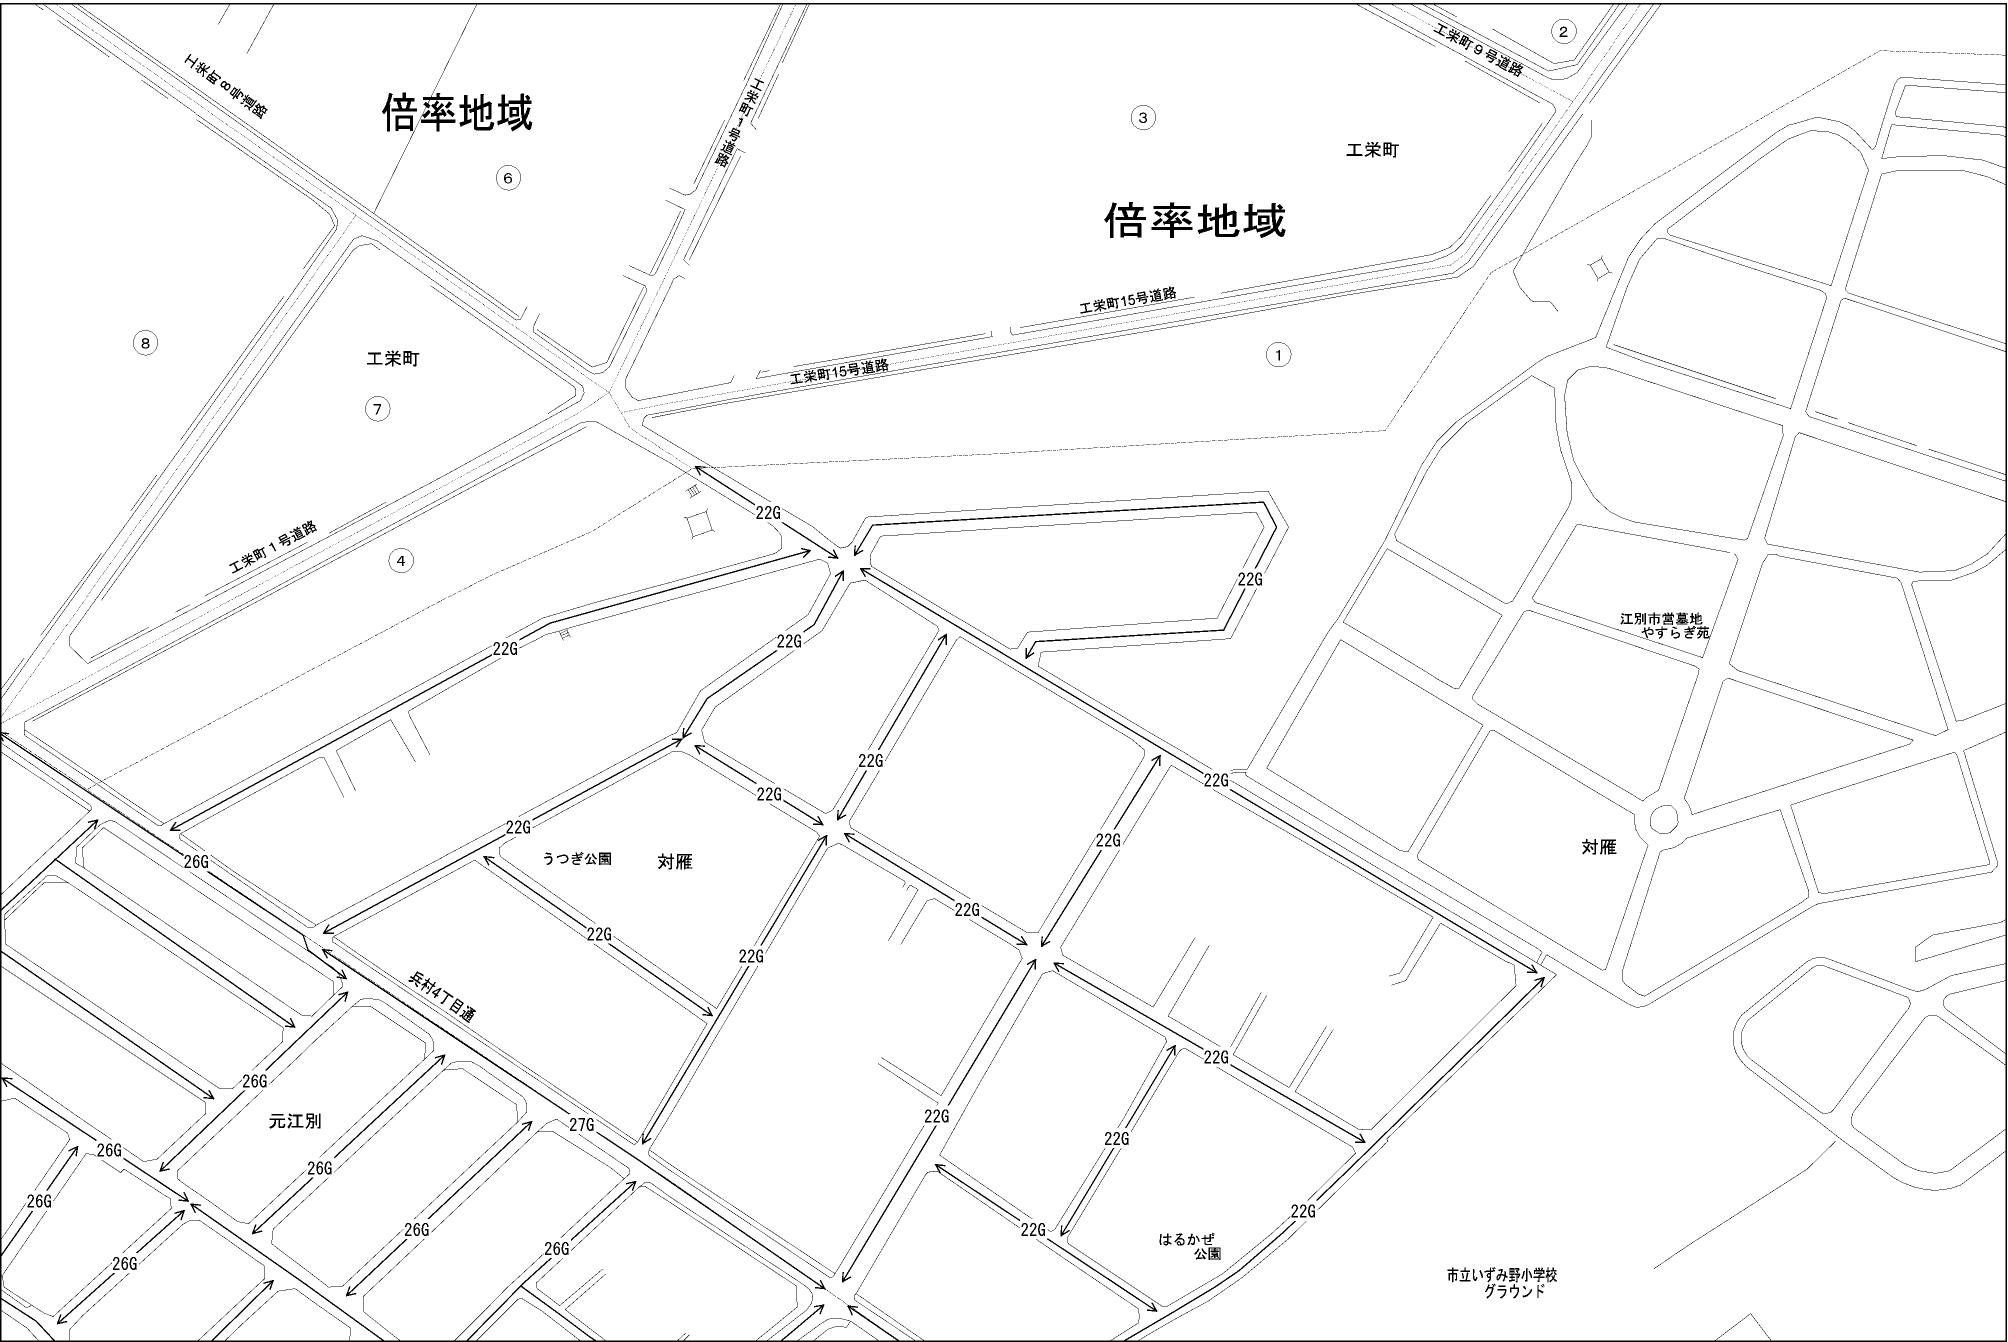 2
工栄町9号道路
工栄町8号道路
倍率地域
工栄町1号道路
3
工栄町
6
倍率地域
工栄町15号道路
8
工栄町
1
工栄町15号道路
7
22G
工栄町1号道路
4
22G
江別市営墓地
やすらぎ苑
22G
22G
22G
22G
22G
22G
22G
対雁
26G
うつぎ公園
対雁
22G
22G
22G
兵村4丁目通
22G
26G
22G
元江別
22G
27G
22G
26G
26G
26G
22G
22G
26G
はるかぜ
公園
26G
26G
市立いずみ野小学校
グラウンド